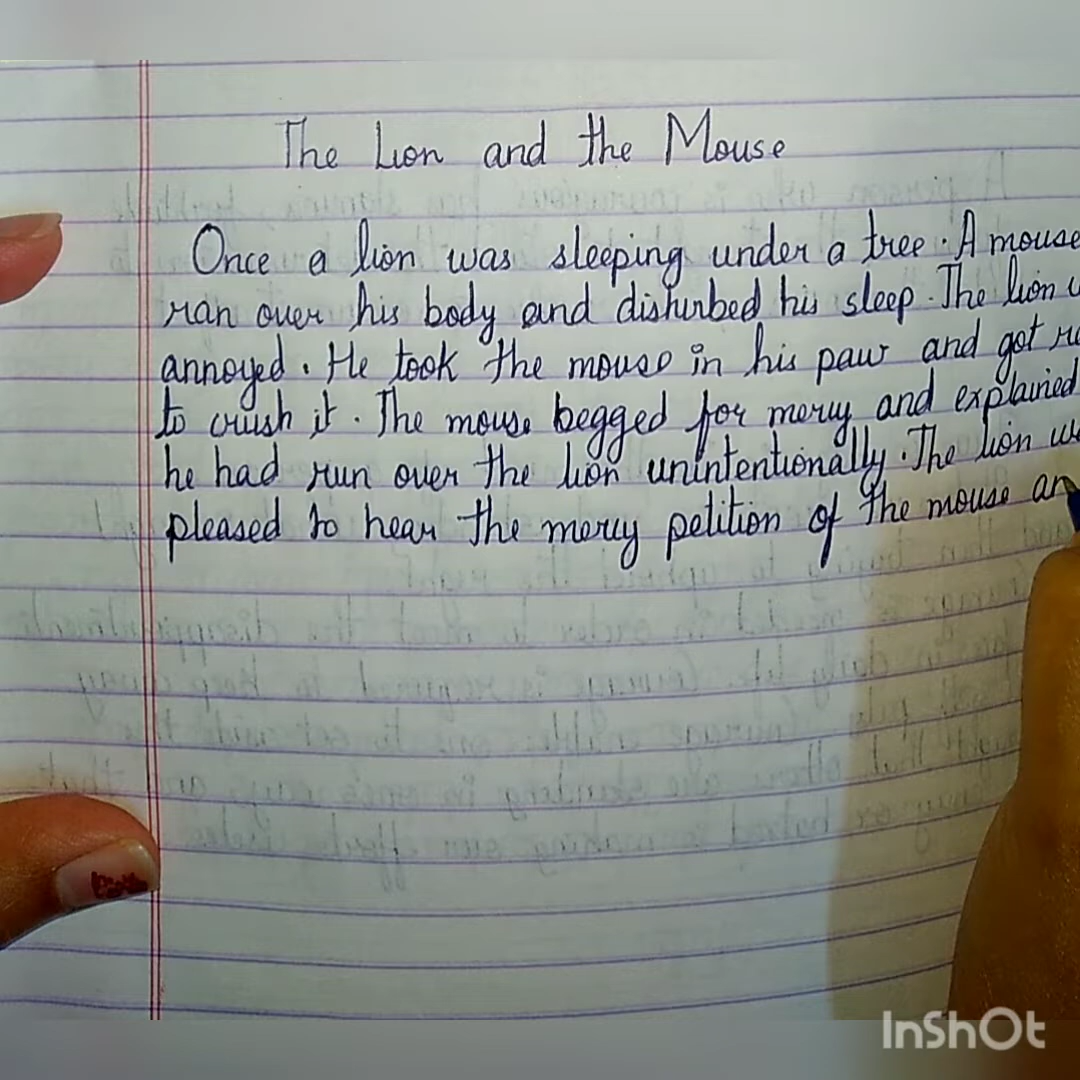 The Lion and the Mouse
Once a lion was sleeping under a tree. A mouse
ran over his body and disturbed his sleep. The lion
annoyed. He took the mouse in his paw and got
to crush it. The mouse begged for mercy and explained
he had run over the lion unintentionally. The lion
pleased to hear the mercy petition of the mouse an
InShOt